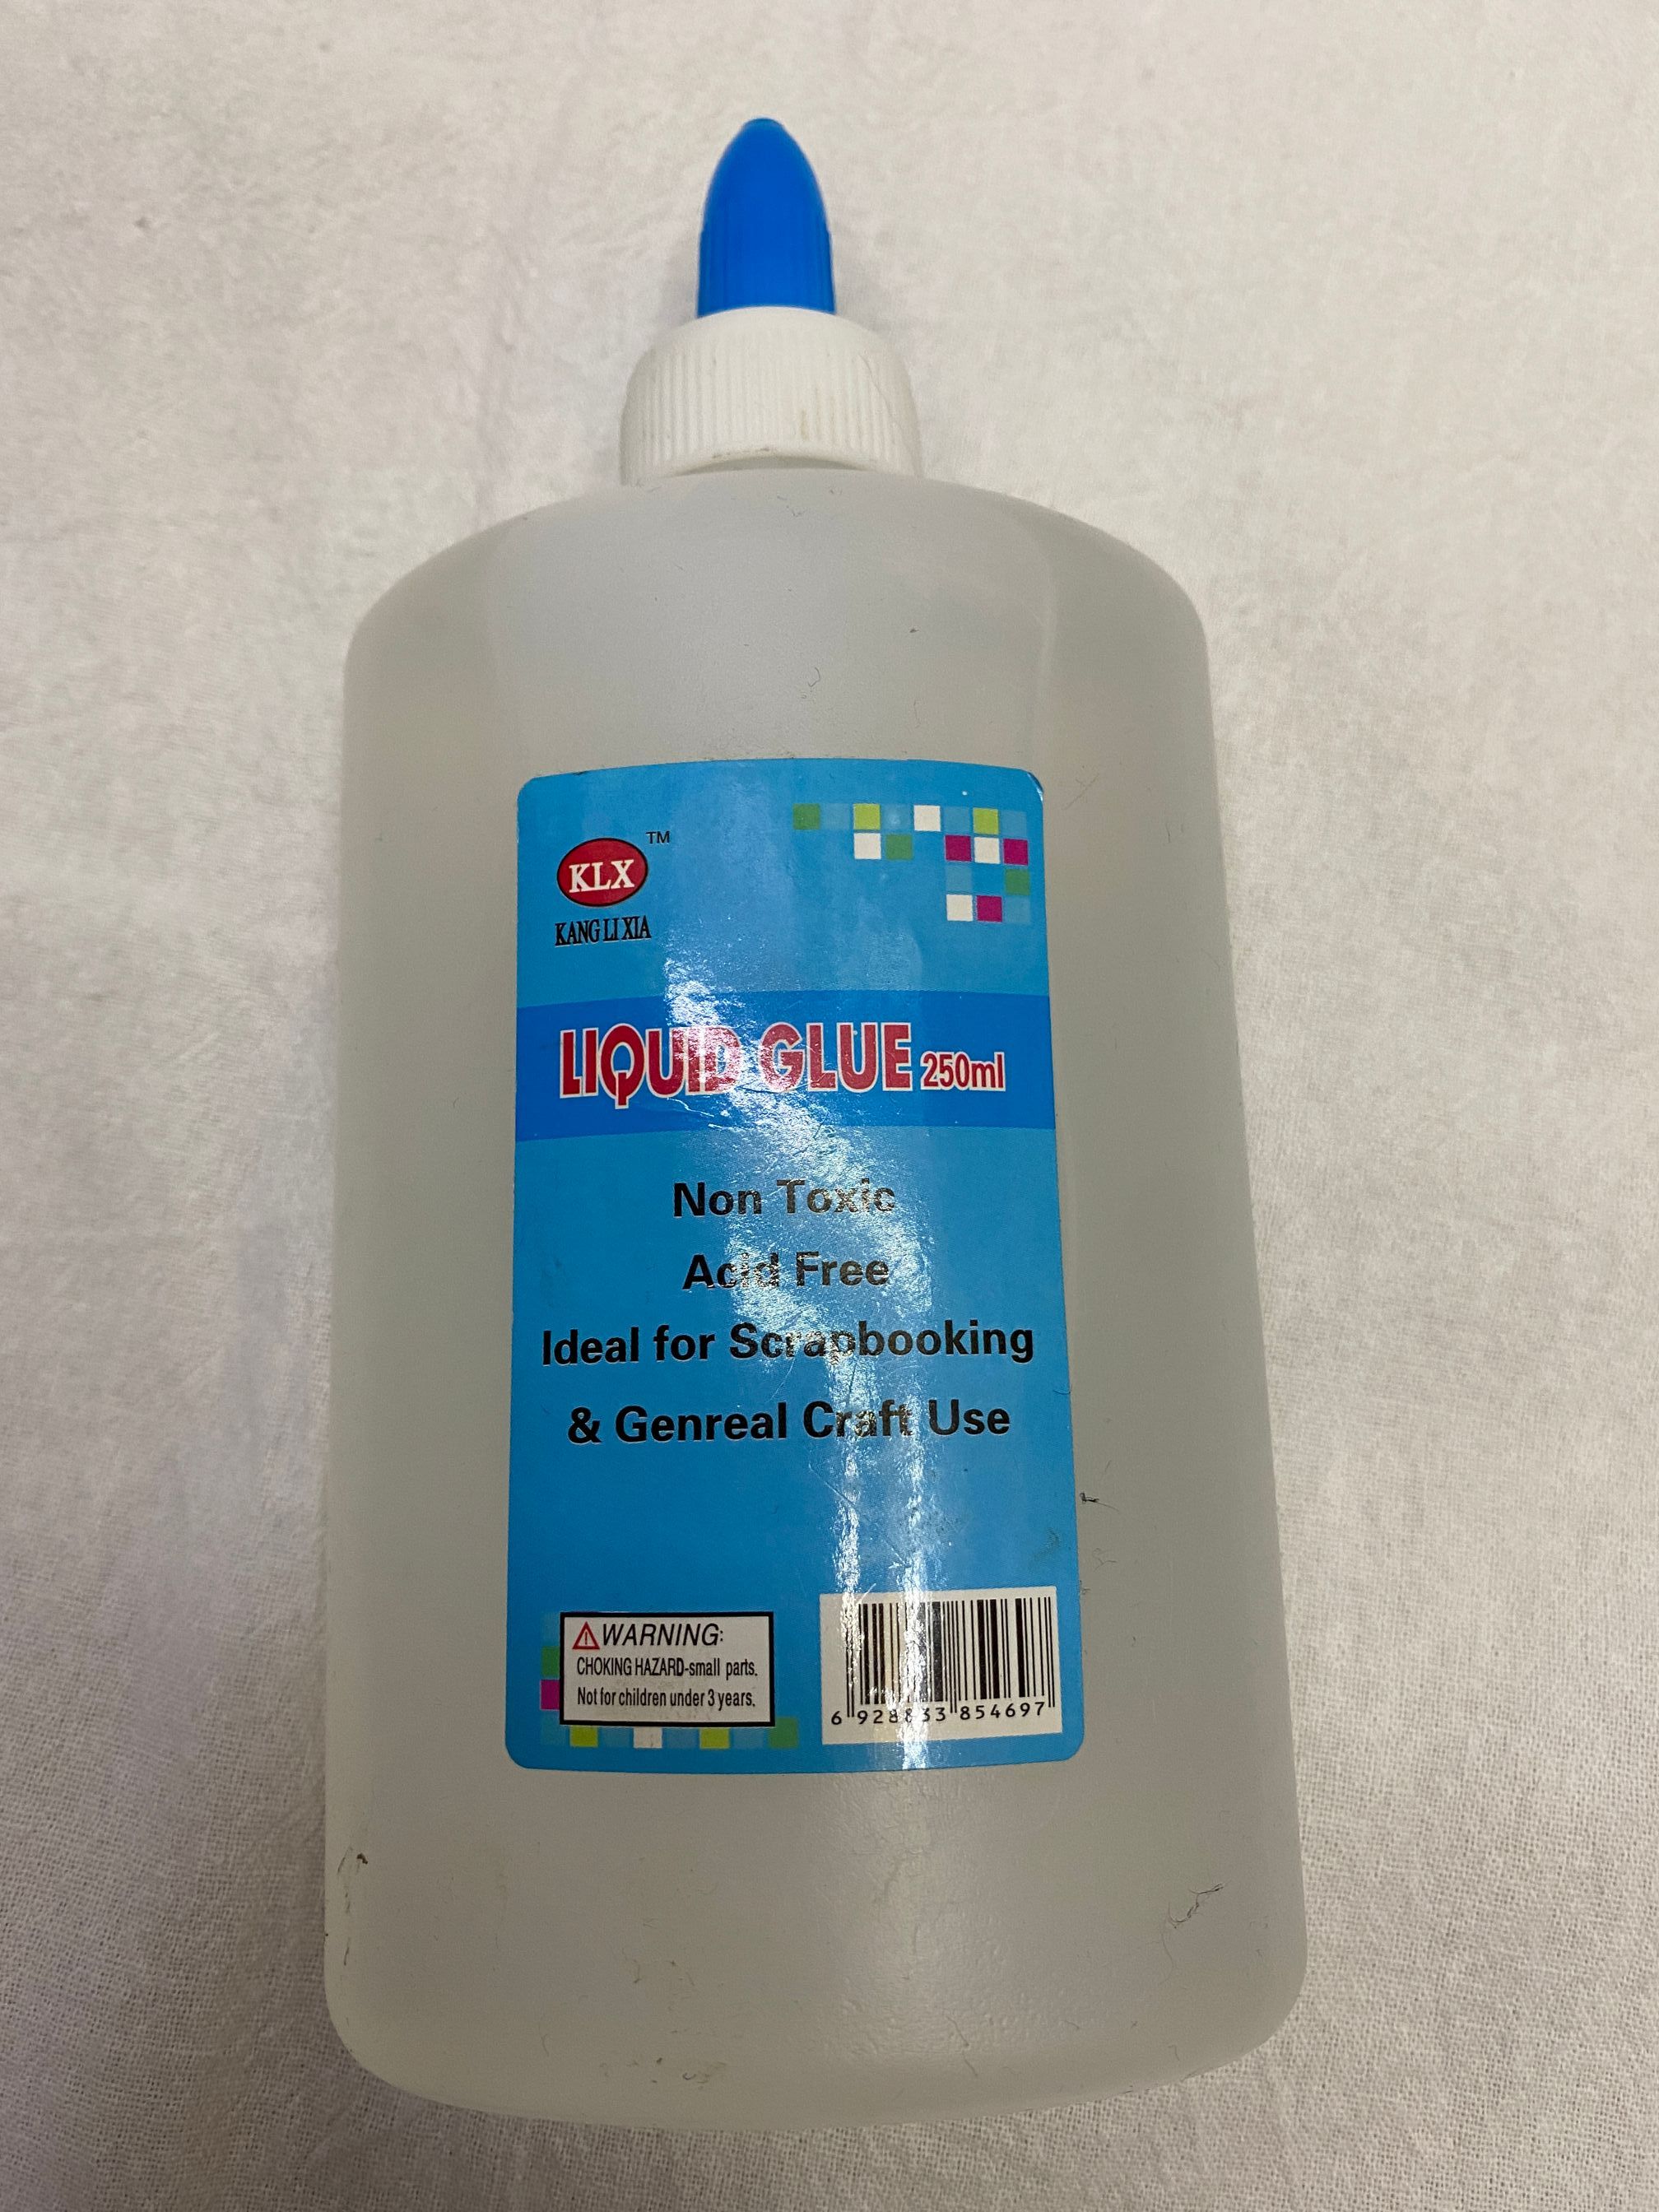 KLX TM
KANG LI XIA
LIQUID GLUE 250ml
Non Toxic
Acid Free
Ideal for Scrapbooking
& Genreal Craft Use
WARNING:
CHOKING HAZARD-small parts.
Not for children under 3 years.
6 928833 854697